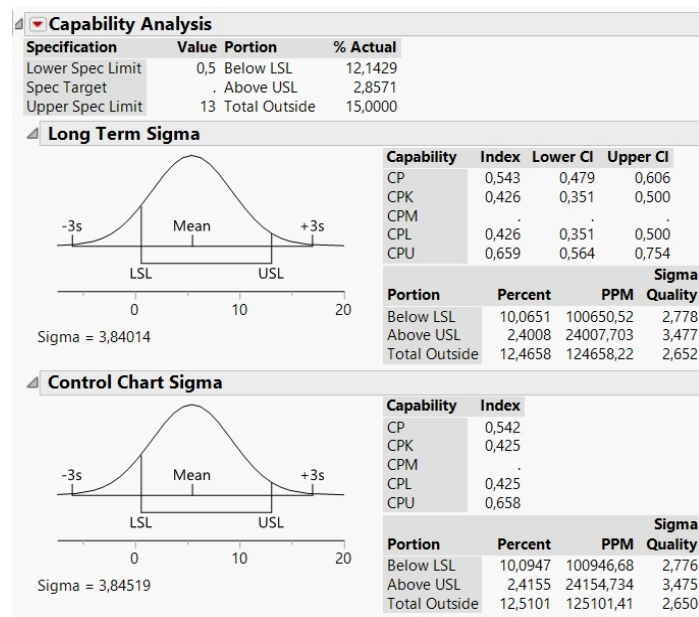 Capability Analysis
Specification Value Portion % Actual
Lower Spec Limit 0,5 Below LSL 12,1429
Spec Target . Above USL 2,8571
Upper Spec Limit 13 Total Outside 15,0000
Long Term Sigma
-3s Mean +3s
LSL USL
0 10 20
Sigma = 3,84014
Capability Index Lower CI Upper CI
CP 0,543 0,479 0,606
CPK 0,426 0,351 0,500
CPM . . .
CPL 0,426 0,351 0,500
CPU 0,659 0,564 0,754
Sigma
Portion Percent PPM Quality
Below LSL 10,0651 100650,52 2,778
Above USL 2,4008 24007,703 3,477
Total Outside 12,4658 124658,22 2,652
Control Chart Sigma
-3s Mean +3s
LSL USL
0 10 20
Sigma = 3,84519
Capability Index
CP 0,542
CPK 0,425
CPM .
CPL 0,425
CPU 0,658
Sigma
Portion Percent PPM Quality
Below LSL 10,0947 100946,68 2,776
Above USL 2,4155 24154,734 3,475
Total Outside 12,5101 125101,41 2,650